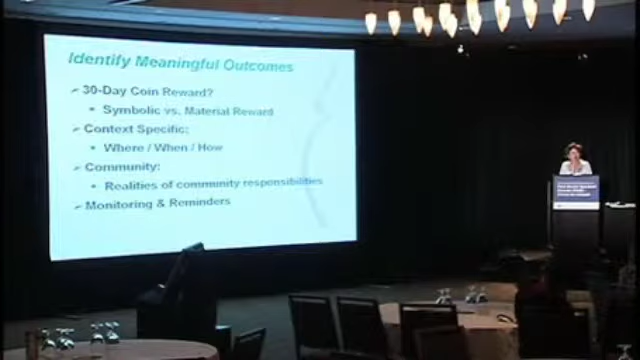 Identify Meaningful Outcomes
30-Day Coin Reward?
Symbolic vs. Material Reward
Context Specific:
Where / When / How
Community:
Realities of community responsibilities
Monitoring & Reminders